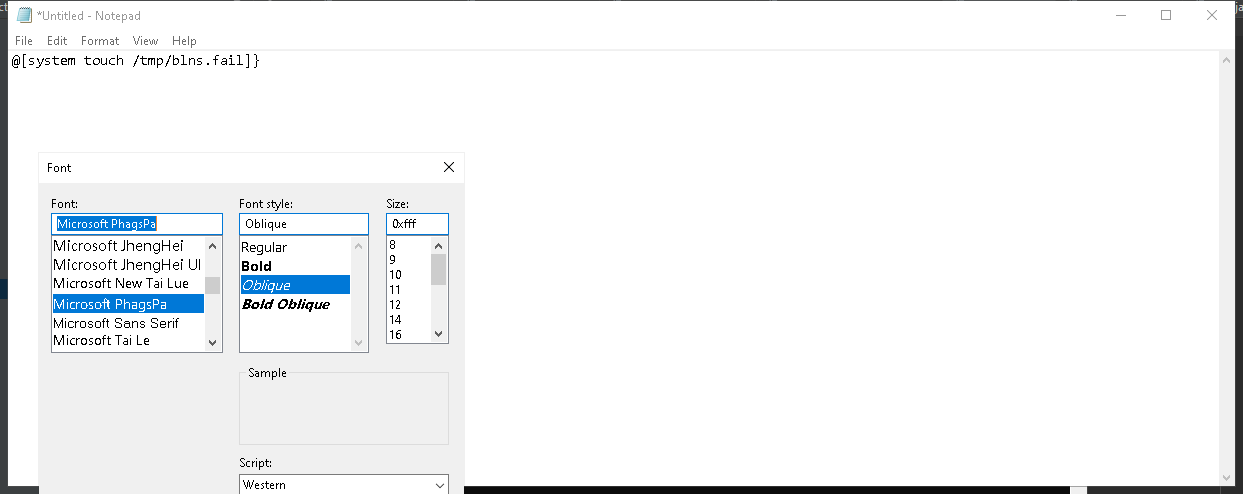 *Untitled - Notepad
File Edit Format View Help
@[system touch /tmp/blns.fail]}
Font
Font: Font style: Size:
Microsoft PhagsPa Oblique 0xfff
Microsoft JhengHei Regular 8
Microsoft JhengHei UI Bold 9
Microsoft New Tai Lue Oblique 10
Microsoft PhagsPa Bold Oblique 11
Microsoft Sans Serif 12
Microsoft Tai Le 14
16
Sample
Script:
Western